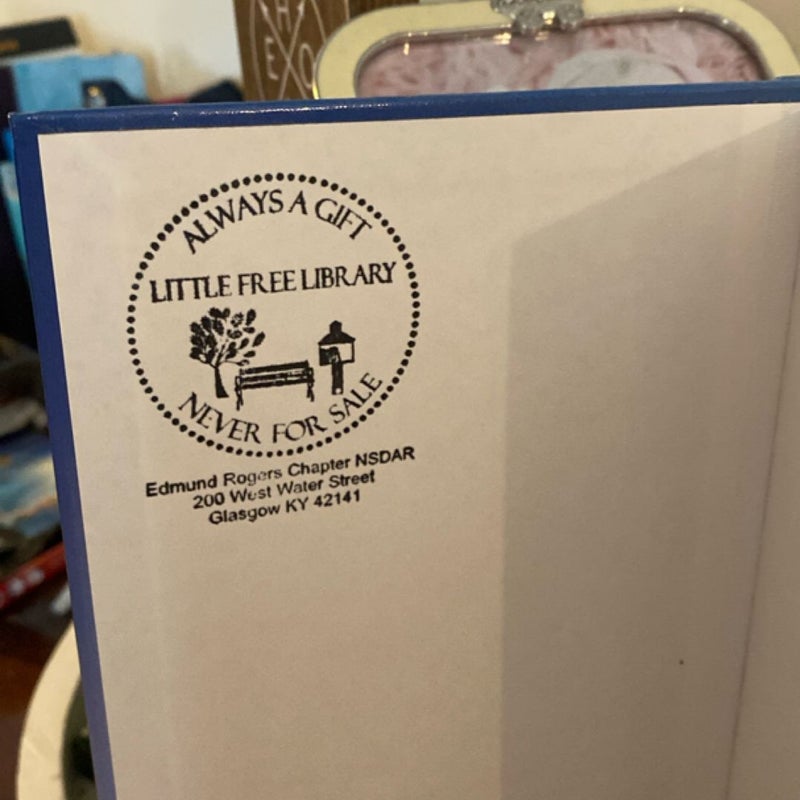 H
E O
ALWAYS A GIFT
LITTLE FREE LIBRARY
NEVER FOR SALE
Edmund Rogers Chapter NSDAR
200 West Water Street
Glasgow KY 42141